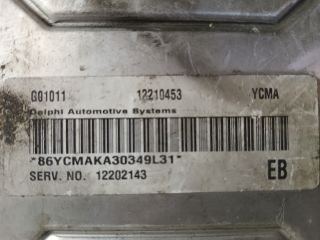 G01011 12210453 YCMA
Delphi Automotive Systems
*86YCMAKA30349L31*
SERV. NO. 12202143 EB